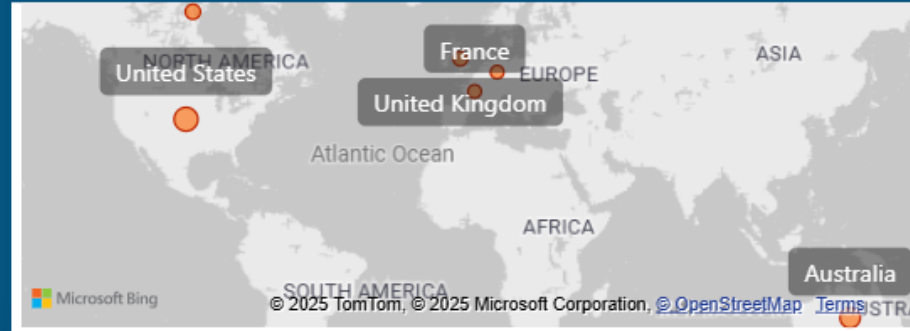 NORTH AMERICA
United States
France
EUROPE
ASIA
United Kingdom
Atlantic Ocean
AFRICA
Australia
SOUTH AMERICA
Microsoft Bing
© 2025 TomTom, © 2025 Microsoft Corporation, © OpenStreetMap Terms